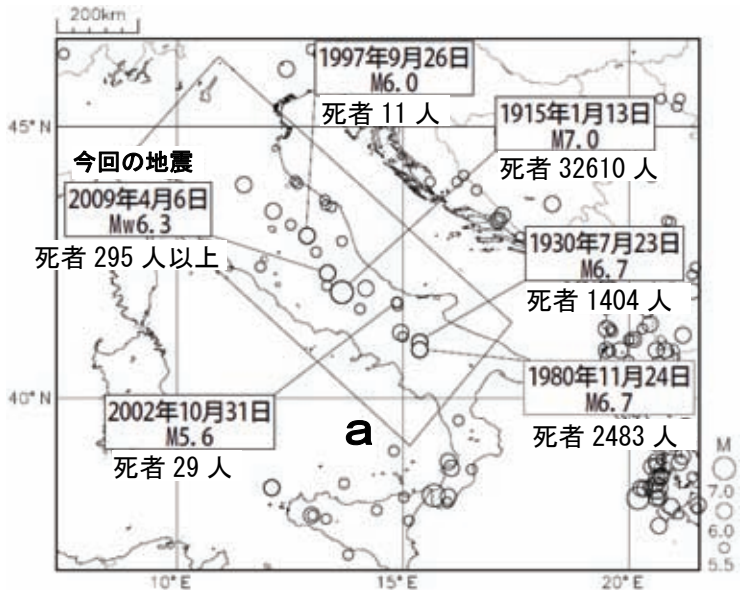 200km
1997年9月26日
M6.0
死者 11 人
1915年1月13日
M7.0
死者 32610 人
45° N
今回の地震
2009年4月6日
Mw6.3
死者 295 人以上
1930年7月23日
M6.7
死者 1404 人
1980年11月24日
M6.7
死者 2483 人
40° N
2002年10月31日
M5.6
死者 29 人
a
M
7.0
6.0
5.5
10° E
15° E
20° E